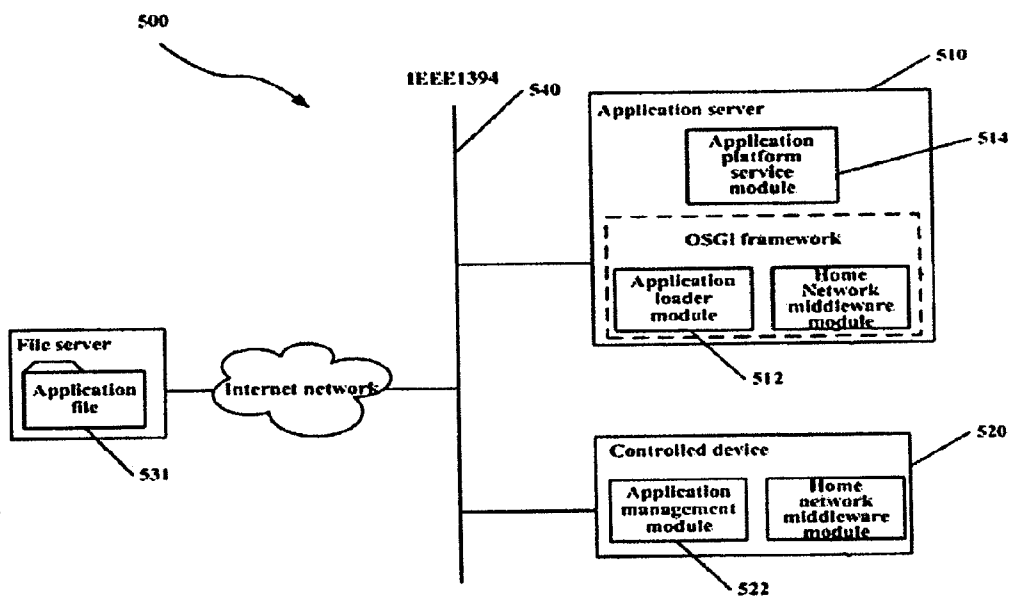 500
IEEE1394
540
510
Application server
Application
platform
service
module
514
OSGI framework
Application
loader
module
Home
Network
middleware
module
512
File server
Application
file
531
Internet network
Controlled device
520
Application
management
module
Home
network
middleware
module
522